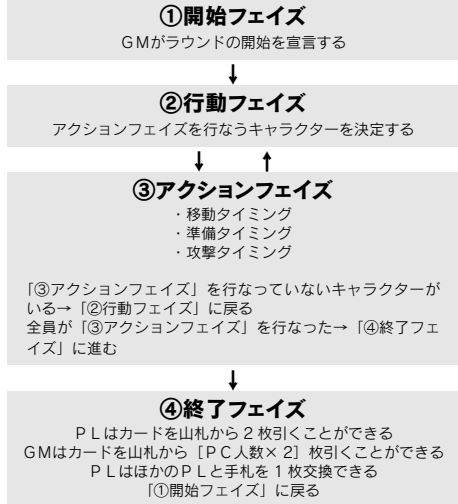 ①開始フェイズ
ＧＭがラウンドの開始を宣言する
↓
②行動フェイズ
アクションフェイズを行なうキャラクターを決定する
↓ ↑
③アクションフェイズ
・移動タイミング
・準備タイミング
・攻撃タイミング
「③アクションフェイズ」を行なっていないキャラクターが
いる→「②行動フェイズ」に戻る
全員が「③アクションフェイズ」を行なった→「④終了フェ
イズ」に進む
↓
④終了フェイズ
ＰＬはカードを山札から２枚引くことができる
ＧＭはカードを山札から［ＰＣ人数×２］枚引くことができる
ＰＬはほかのＰＬと手札を１枚交換できる
「①開始フェイズ」に戻る